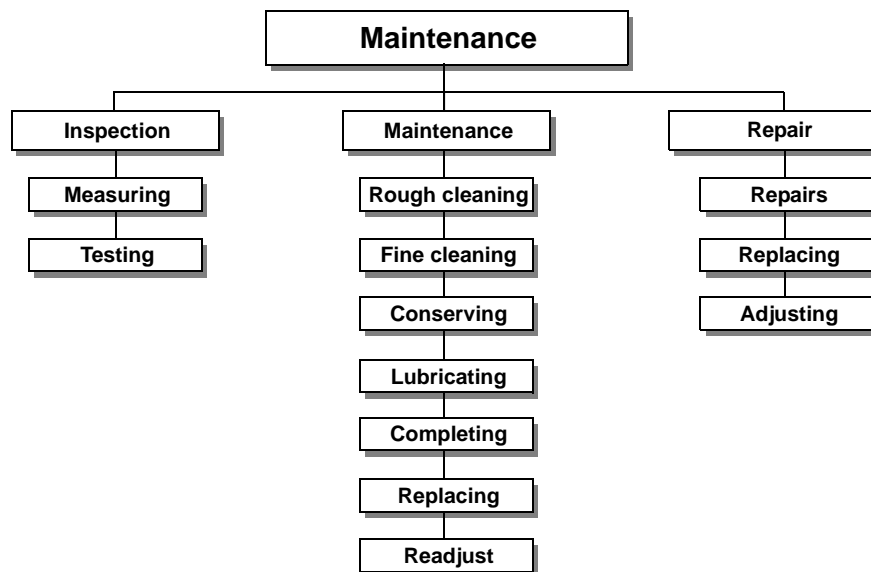 Maintenance
Inspection
Measuring
Testing
Maintenance
Rough cleaning
Fine cleaning
Conserving
Lubricating
Completing
Replacing
Readjust
Repair
Repairs
Replacing
Adjusting